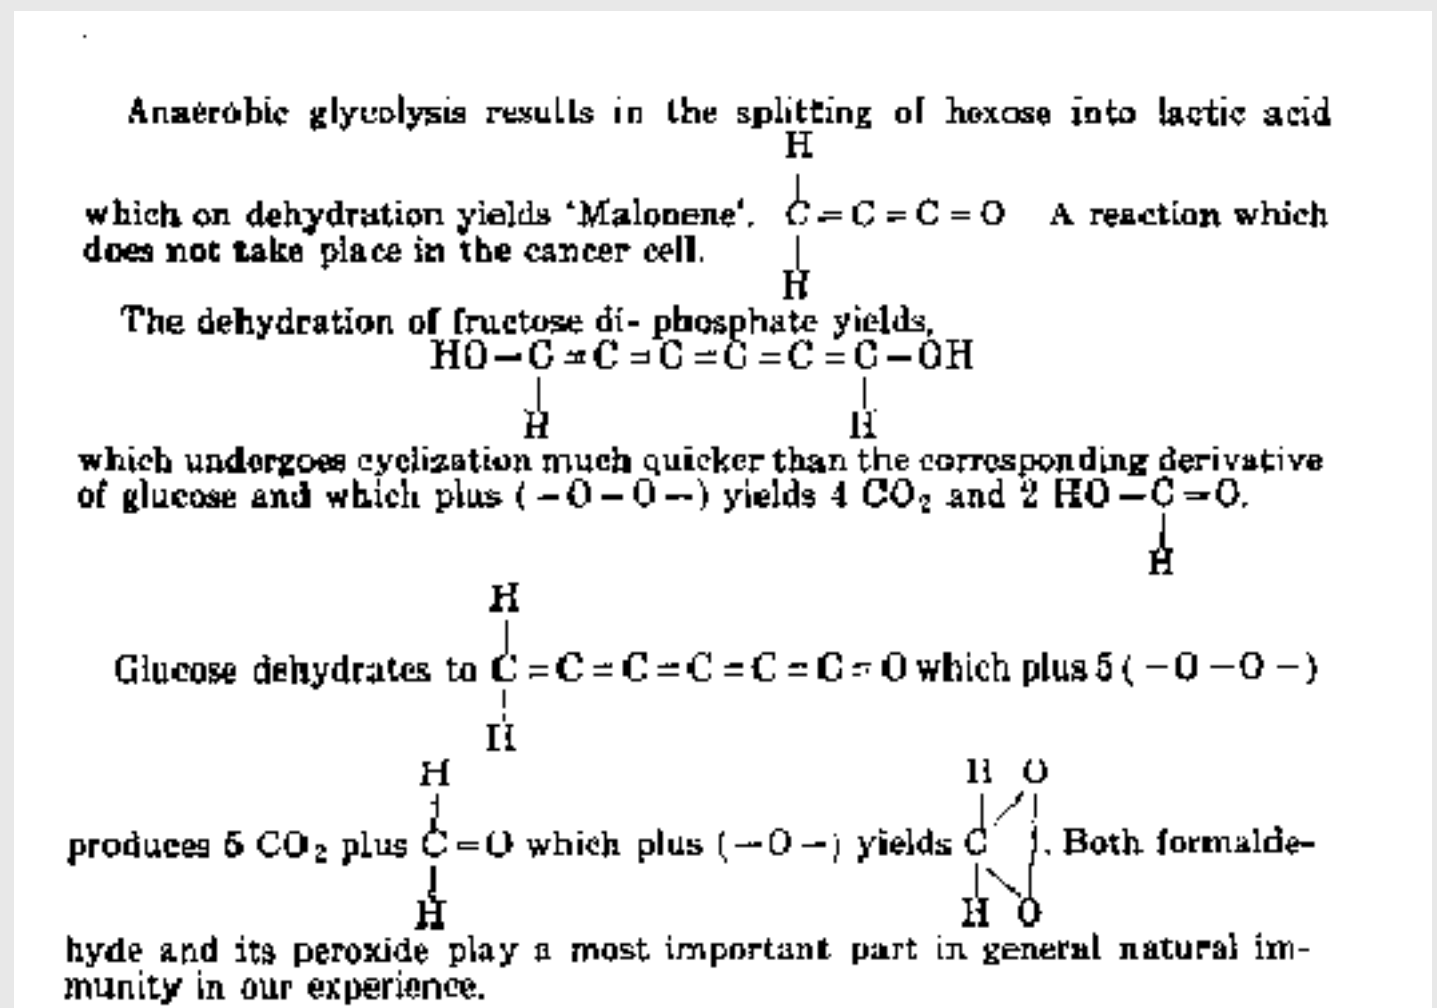 Anaerobic glycolysis results in the splitting of hexose into lactic acid
H
which on dehydration yields 'Malonene'. C = C = C = O A reaction which
does not take place in the cancer cell.
H
The dehydration of fructose di- phosphate yields,
HO – C = C = C = C = C = C – OH
H H
which undergoes cyclization much quicker than the corresponding derivative
of glucose and which plus ( – O – O – ) yields 4 CO₂ and 2 HO – C = O.
H
H
Glucose dehydrates to C = C = C = C = C = C = O which plus 5 ( – O – O – )
H
H H O
produces 5 CO₂ plus C = O which plus ( – O – ) yields C . Both formalde-
H H O
hyde and its peroxide play a most important part in general natural im-
munity in our experience.